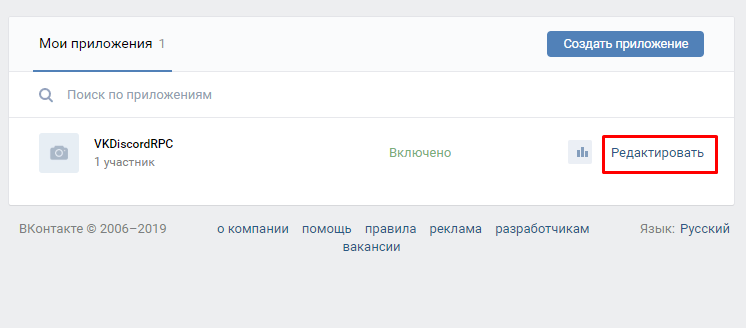 Мои приложения 1
Создать приложение
Поиск по приложениям
VKDiscordRPC
1 участник
Включено
Редактировать
ВКонтакте © 2006–2019
о компании помощь правила реклама разработчикам
вакансии
Язык: Русский